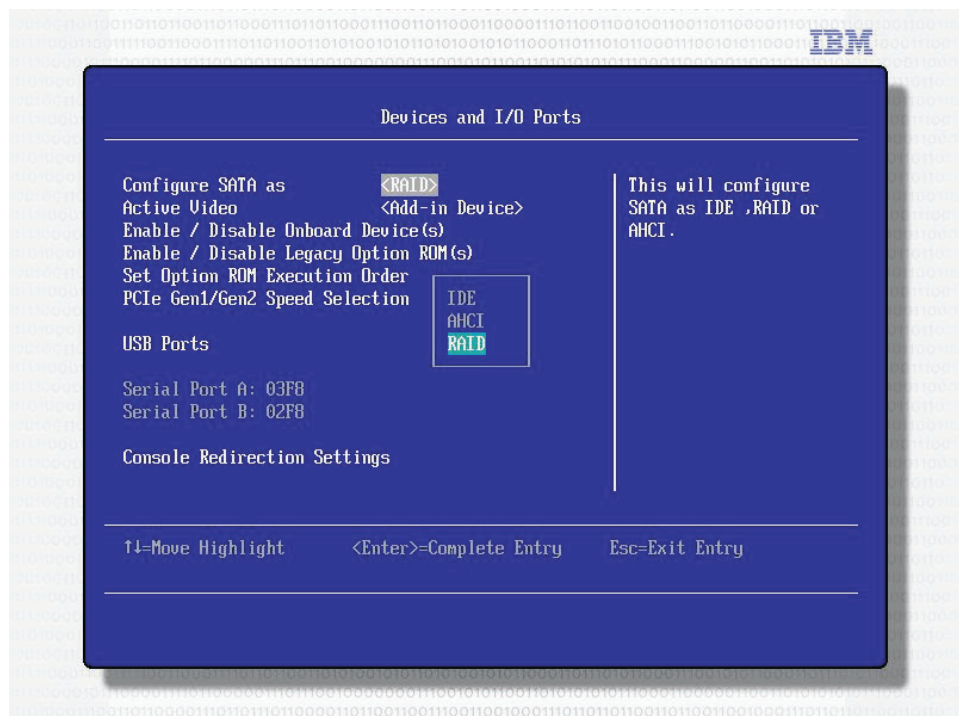 IBM
Devices and I/O Ports
Configure SATA as <RAID>
Active Video <Add-in Device>
Enable / Disable Onboard Device(s)
Enable / Disable Legacy Option ROM(s)
Set Option ROM Execution Order
PCIe Gen1/Gen2 Speed Selection
IDE
AHCI
RAID
USB Ports
Serial Port A: 03F8
Serial Port B: 02F8
Console Redirection Settings
This will configure
SATA as IDE ,RAID or
AHCI.
↑↓=Move Highlight <Enter>=Complete Entry Esc=Exit Entry